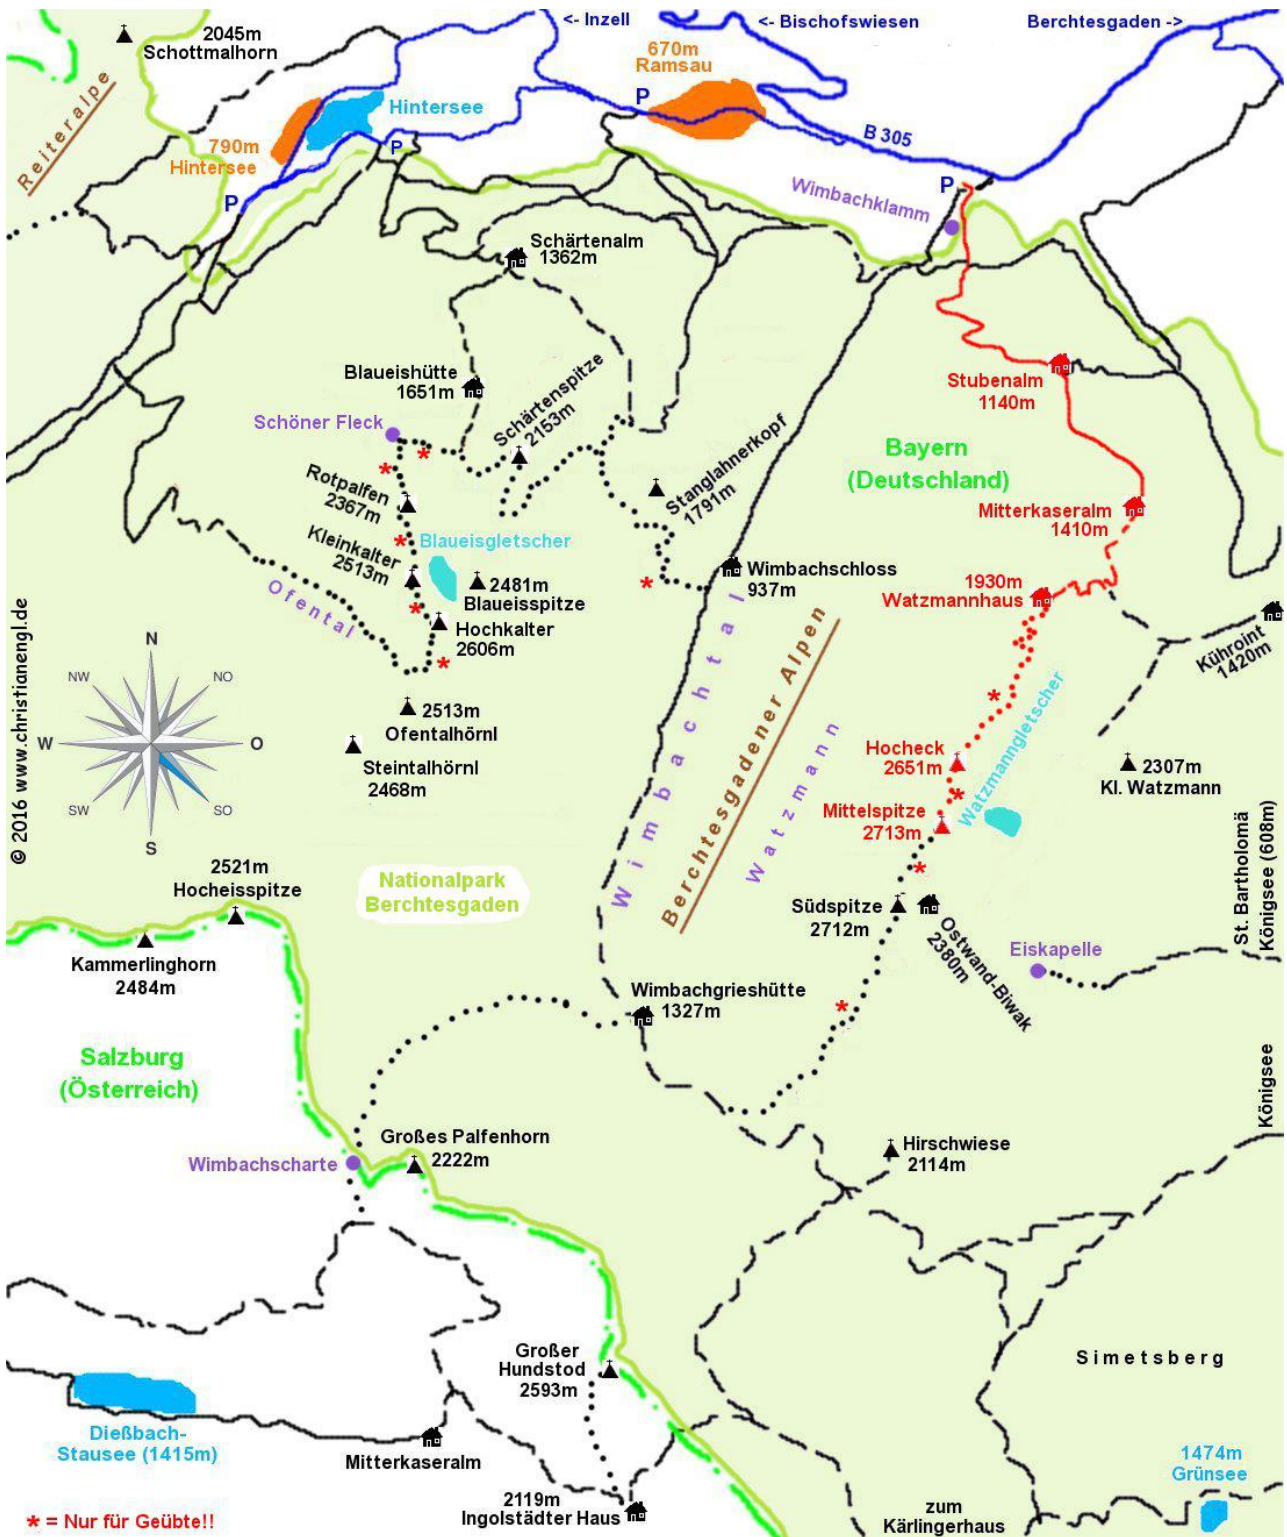 <- Inzell
<- Bischofswiesen
Berchtesgaden ->
2045m
Schottmalhorn
670m
Ramsau
P
Reiteralpe
Hintersee
790m
Hintersee
P
P
B 305
P
Wimbachklamm
Schärtenalm
1362m
Blaueishütte
1651m
Schärtenspitze
2153m
Stubenalm
1140m
Schöner Fleck
Stanglahnerkopf
1791m
Bayern
(Deutschland)
Rotpalfen
2367m
Mitterkaseralm
1410m
Kleinkalter
2513m
Blaueisgletscher
2481m
Blaueisspitze
Wimbachschloss
937m
1930m
Watzmannhaus
Ofental
Hochkalter
2606m
Kühroint
1420m
© 2016 www.christianengl.de
N
NW
NO
W
O
SW
SO
S
2513m
Ofentalhörnl
Steintalhörnl
2468m
Wimbachtal
Berchtesgadener Alpen
Watzmann
Watzmanngletscher
Hocheck
2651m
2307m
Kl. Watzmann
Mittelspitze
2713m
St. Bartholomä
Königsee (608m)
2521m
Hocheisspitze
Nationalpark
Berchtesgaden
Südspitze
2712m
Ostwand-Biwak
2380m
Eiskapelle
Kammerlinghorn
2484m
Wimbachgrieshütte
1327m
Salzburg
(Österreich)
Königsee
Großes Palfenhorn
2222m
Hirschwiese
2114m
Wimbachscharte
Großer
Hundstod
2593m
Simetsberg
Dießbach-
Stausee (1415m)
Mitterkaseralm
1474m
Grünsee
2119m
Ingolstädter Haus
zum
Kärlingerhaus
* = Nur für Geübte!!